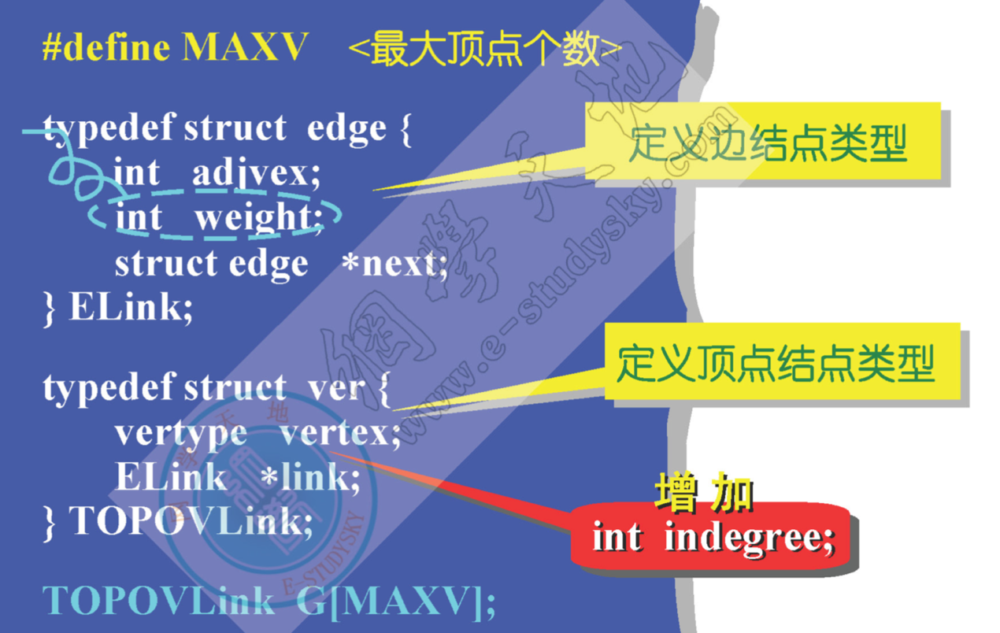 #define MAXV <最大顶点个数>
typedef struct edge {
int adjvex;
int weight;
struct edge *next;
} ELink;
定义边结点类型
typedef struct ver {
vertype vertex;
ELink *link;
} TOPOVLink;
定义顶点结点类型
增加
int indegree;
TOPOVLink G[MAXV];
網學天地
www.e-studysky.com
网学天地
E-STUDYSKY